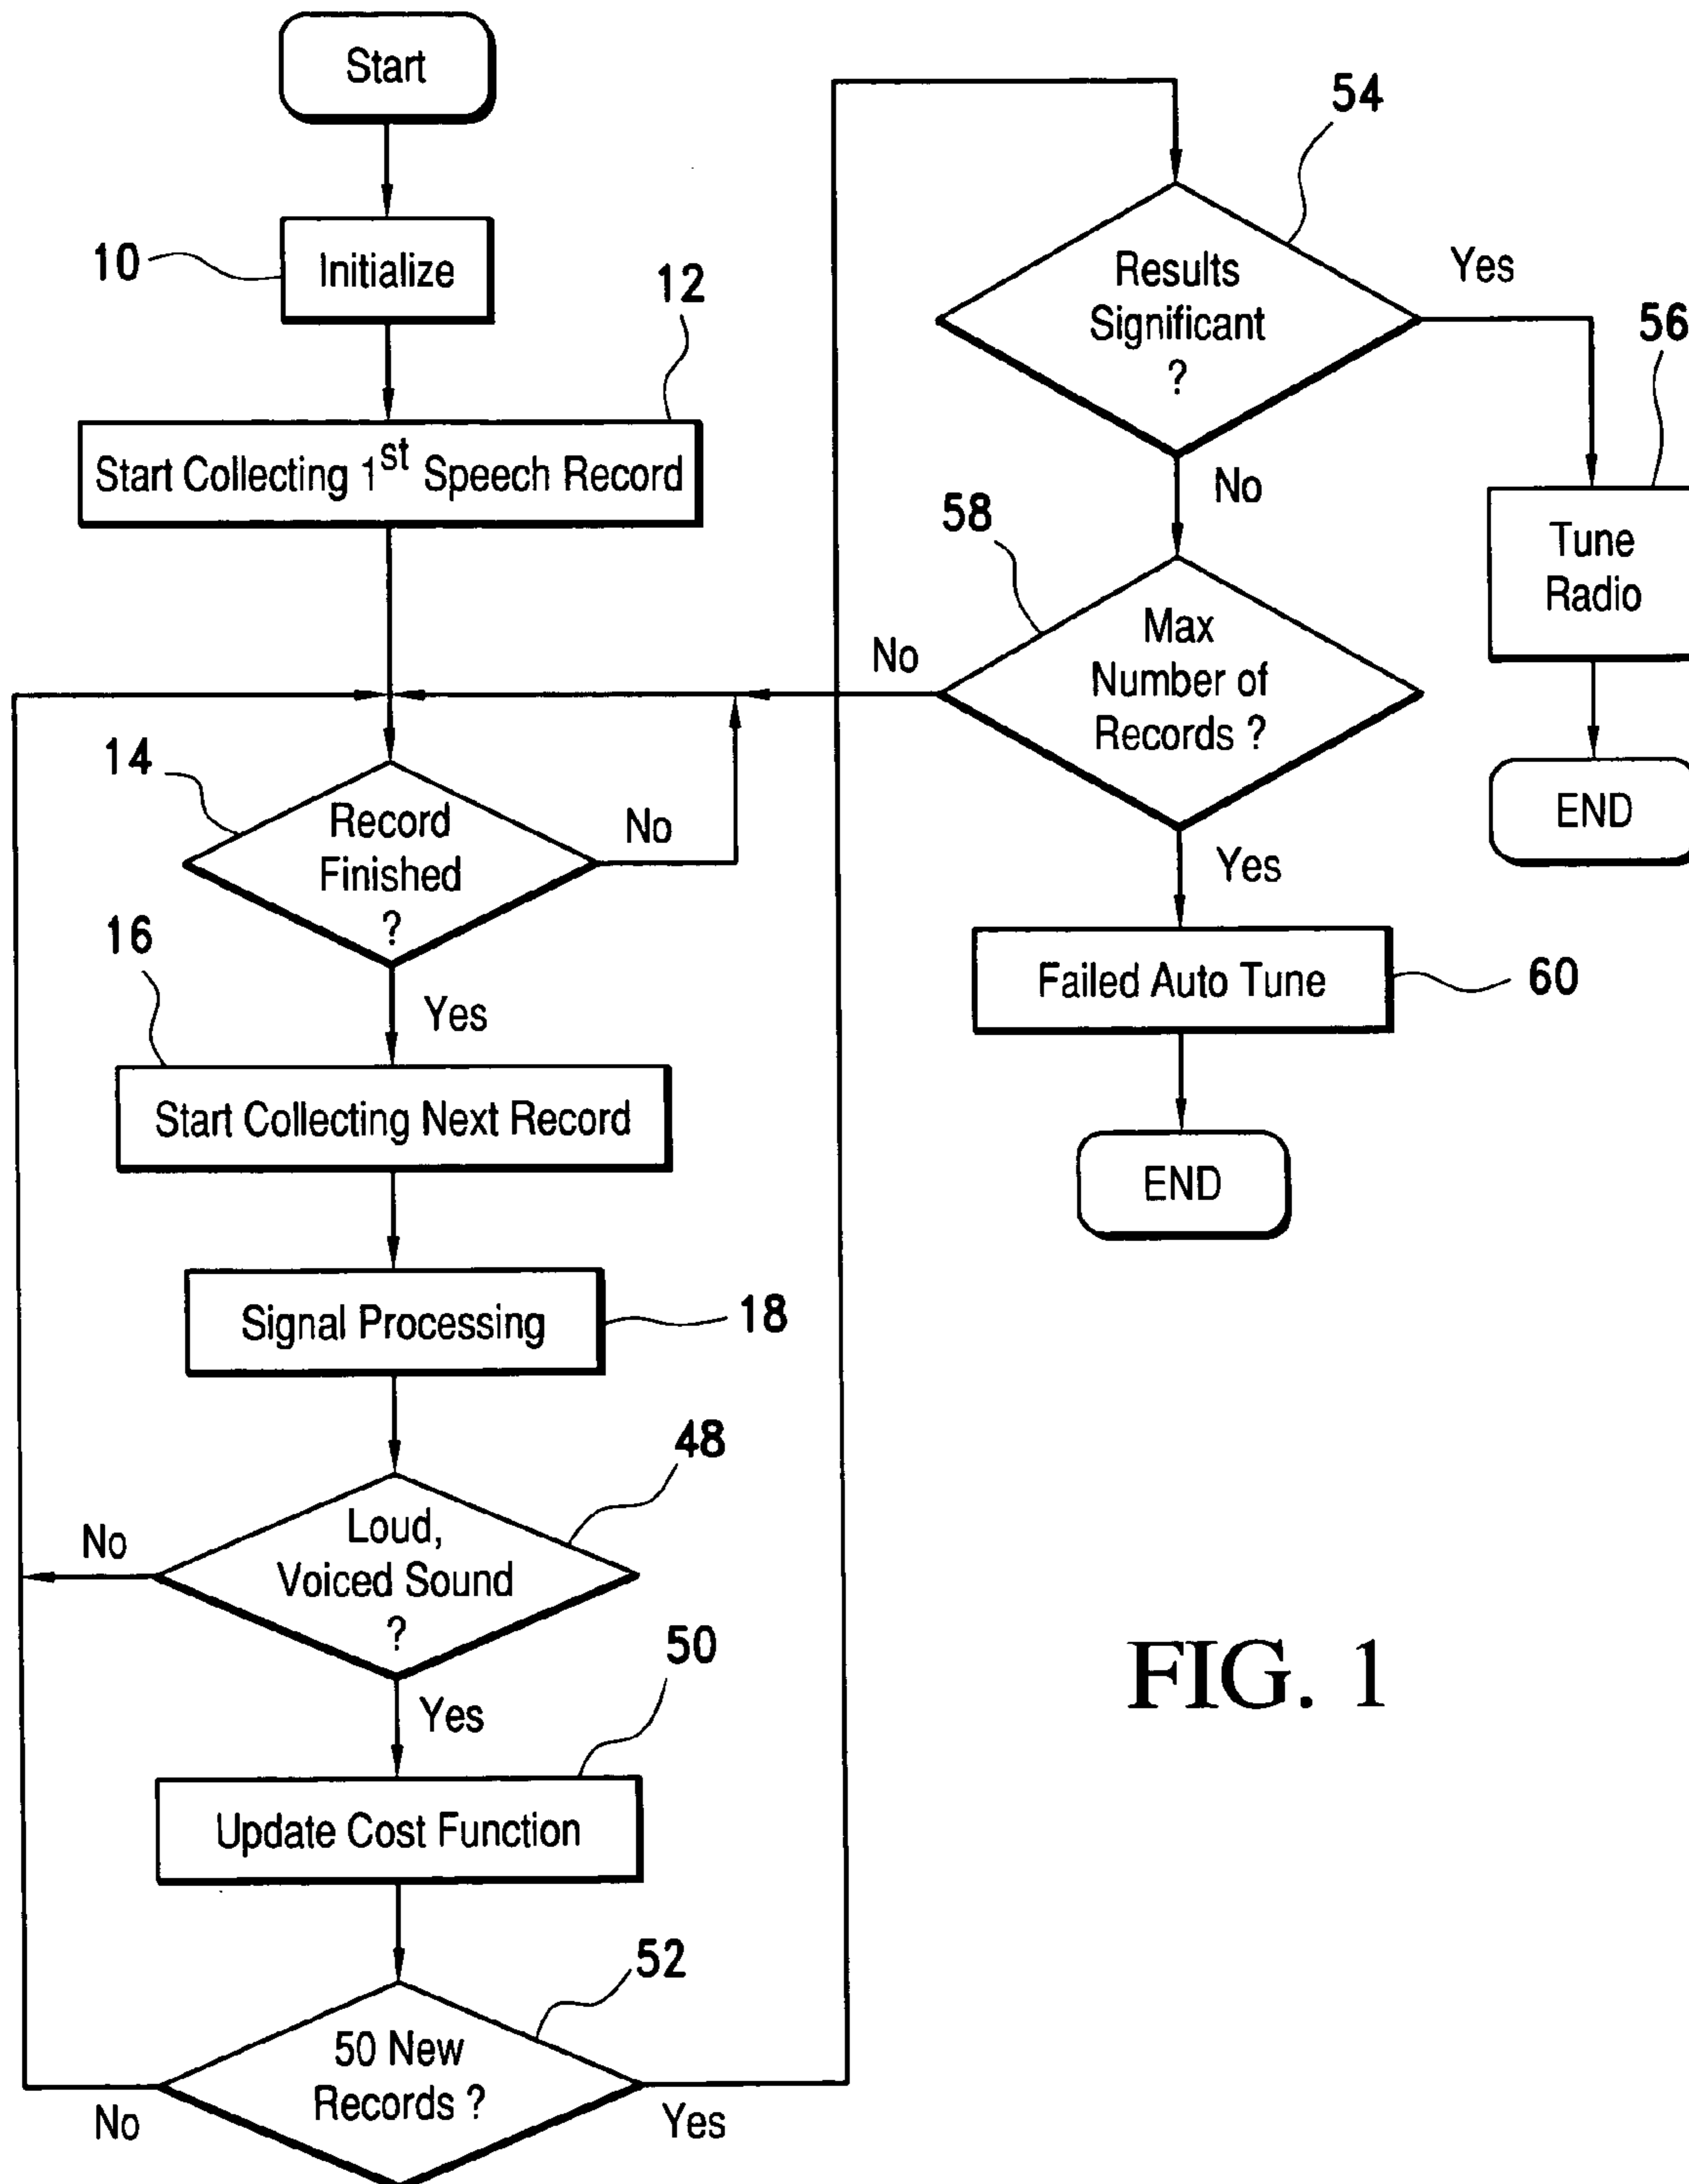 Start
10
Initialize
12
Start Collecting 1st Speech Record
14
Record
Finished
?
No
Yes
16
Start Collecting Next Record
Signal Processing
18
48
Loud,
Voiced Sound
?
No
Yes
50
Update Cost Function
52
50 New
Records ?
No
Yes
54
Results
Significant
?
Yes
No
56
Tune
Radio
END
58
Max
Number of
Records ?
No
Yes
Failed Auto Tune
60
END
FIG. 1